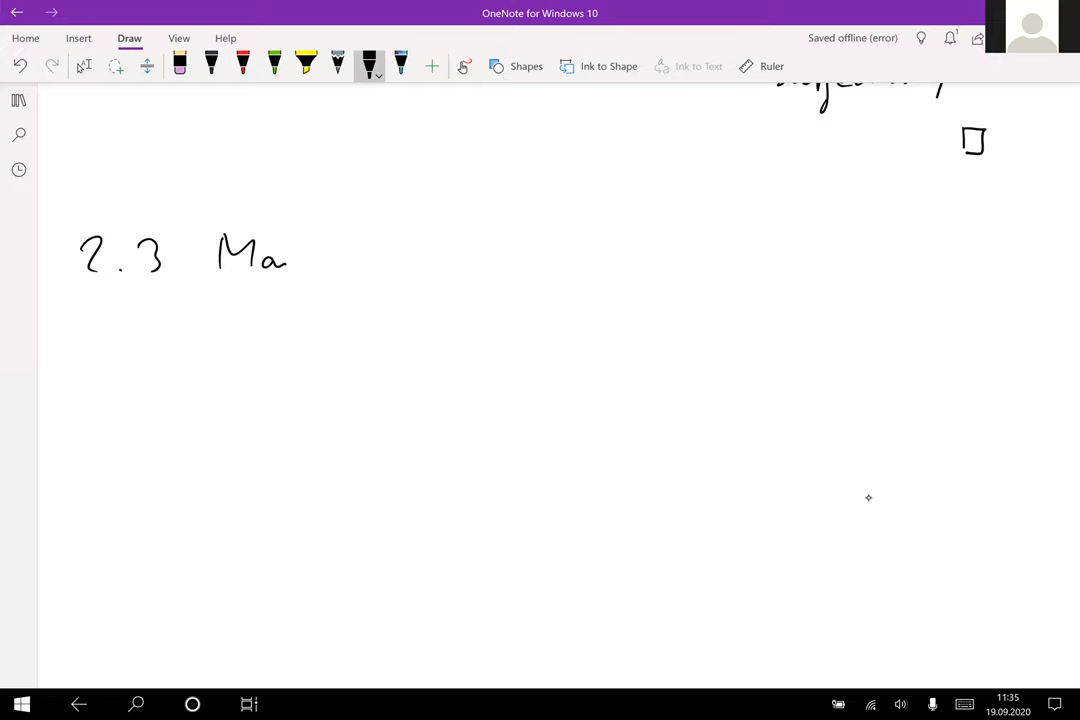 OneNote for Windows 10
Home Insert Draw View Help
Saved offline (error)
1
Shapes Ink to Shape Ink to Text Ruler
2.3 Ma
11:35
19.09.2020